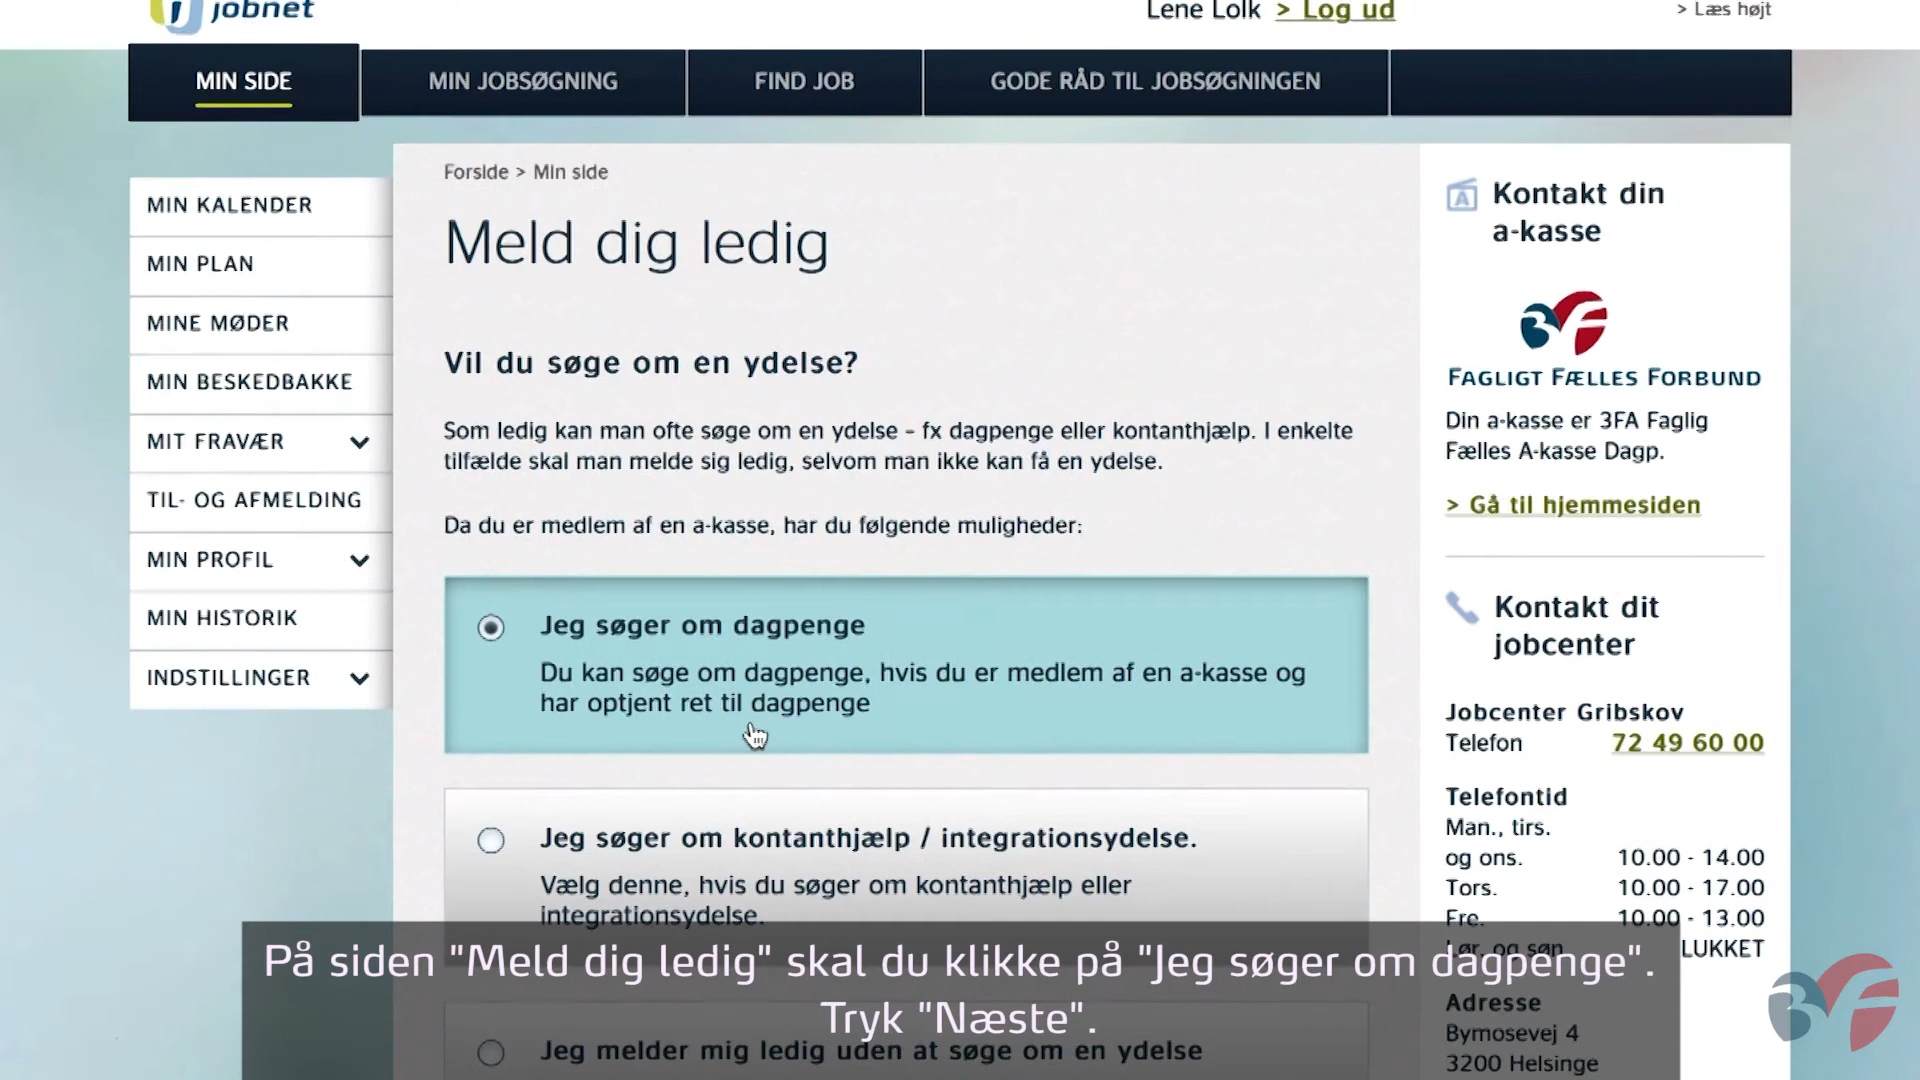 jobnet
Lene Lolk > Log ud
> Læs højt
MIN SIDE
MIN JOBSØGNING
FIND JOB
GODE RÅD TIL JOBSØGNINGEN
MIN KALENDER
MIN PLAN
MINE MØDER
MIN BESKEDBAKKE
MIT FRAVÆR
TIL- OG AFMELDING
MIN PROFIL
MIN HISTORIK
INDSTILLINGER
Forside > Min side
Meld dig ledig
Vil du søge om en ydelse?
Som ledig kan man ofte søge om en ydelse - fx dagpenge eller kontanthjælp. I enkelte
tilfælde skal man melde sig ledig, selvom man ikke kan få en ydelse.
Da du er medlem af en a-kasse, har du følgende muligheder:
Jeg søger om dagpenge
Du kan søge om dagpenge, hvis du er medlem af en a-kasse og
har optjent ret til dagpenge
Jeg søger om kontanthjælp / integrationsydelse.
Vælg denne, hvis du søger om kontanthjælp eller
integrationsydelse.
Jeg melder mig ledig uden at søge om en ydelse
Kontakt din
a-kasse
3F
FAGLIGT FÆLLES FORBUND
Din a-kasse er 3FA Faglig
Fælles A-kasse Dagp.
> Gå til hjemmesiden
Kontakt dit
jobcenter
Jobcenter Gribskov
Telefon 72 49 60 00
Telefontid
Man., tirs.
og ons. 10.00 - 14.00
Tors. 10.00 - 17.00
Fre. 10.00 - 13.00
Lør. og søn. LUKKET
Adresse
Bymosevej 4
3200 Helsinge
På siden "Meld dig ledig" skal du klikke på "Jeg søger om dagpenge".
Tryk "Næste".
3F